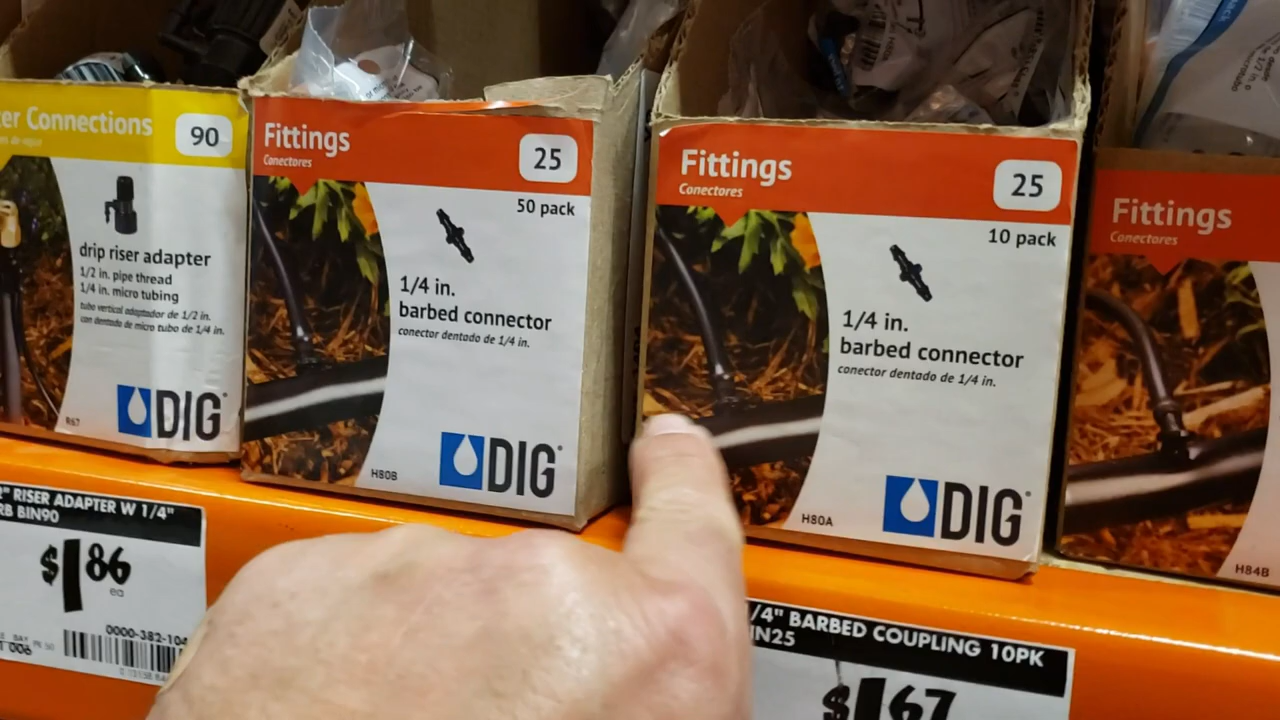 er Connections
90
drip riser adapter
1/2 in. pipe thread
1/4 in. micro tubing
tubo vertical adaptador de 1/2 in.
con dentado de micro tubo de 1/4 in.
DIG
R67
Fittings
Conectores
25
50 pack
1/4 in.
barbed connector
conector dentado de 1/4 in.
H80B
DIG
Fittings
Conectores
25
10 pack
1/4 in.
barbed connector
conector dentado de 1/4 in.
H80A
DIG
Fittings
Conectores
H84B
" RISER ADAPTER W 1/4"
RB BIN90
$1 86
ea
0000-382-104
/4" BARBED COUPLING 10PK
IN25
$1 67